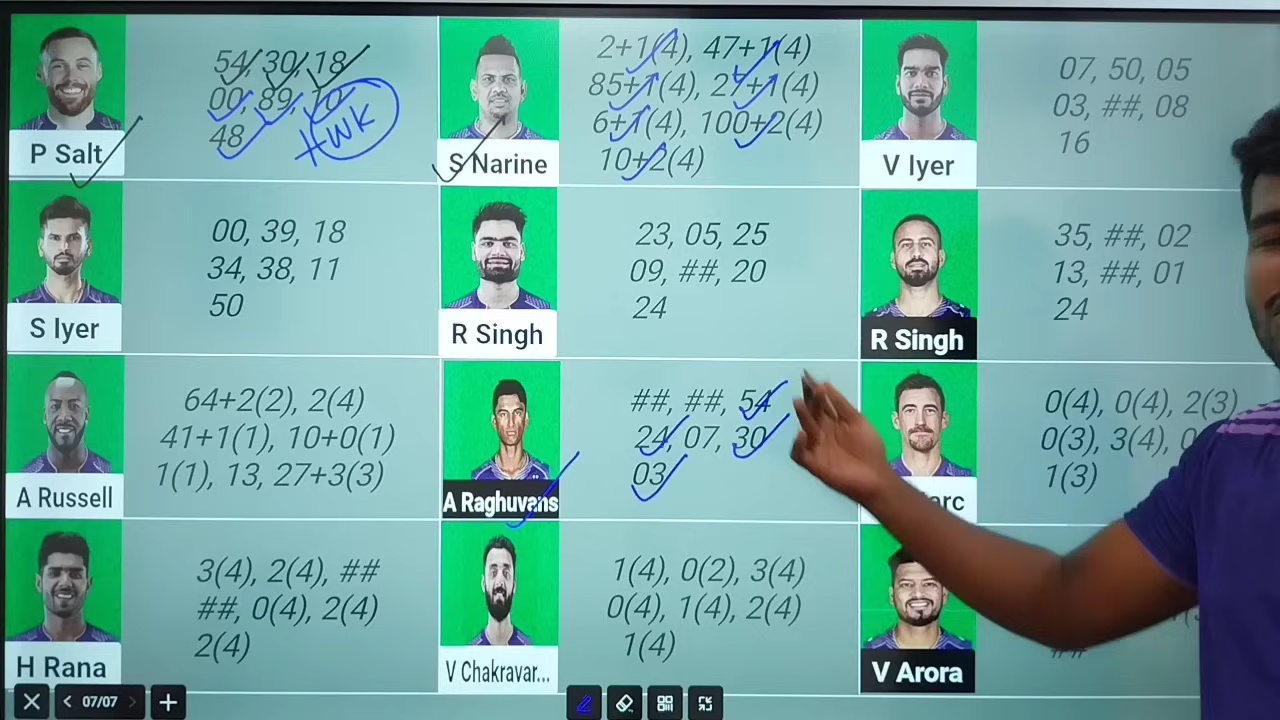 P Salt
54, 30, 18
00, 89,
48
+WK
S Narine
2+1(4), 47+1(4)
85+1(4), 27+1(4)
6+1(4), 100+2(4)
10+2(4)
V Iyer
07, 50, 05
03, ##, 08
16
S Iyer
00, 39, 18
34, 38, 11
50
R Singh
23, 05, 25
09, ##, 20
24
R Singh
35, ##, 02
13, ##, 01
24
A Russell
64+2(2), 2(4)
41+1(1), 10+0(1)
1(1), 13, 27+3(3)
A Raghuvans
##, ##, 54
24, 07, 30
03
0(4), 0(4), 2(3)
0(3), 3(4), 0
1(3)
H Rana
3(4), 2(4), ##
##, 0(4), 2(4)
2(4)
V Chakravar...
1(4), 0(2), 3(4)
0(4), 1(4), 2(4)
1(4)
V Arora
07/07